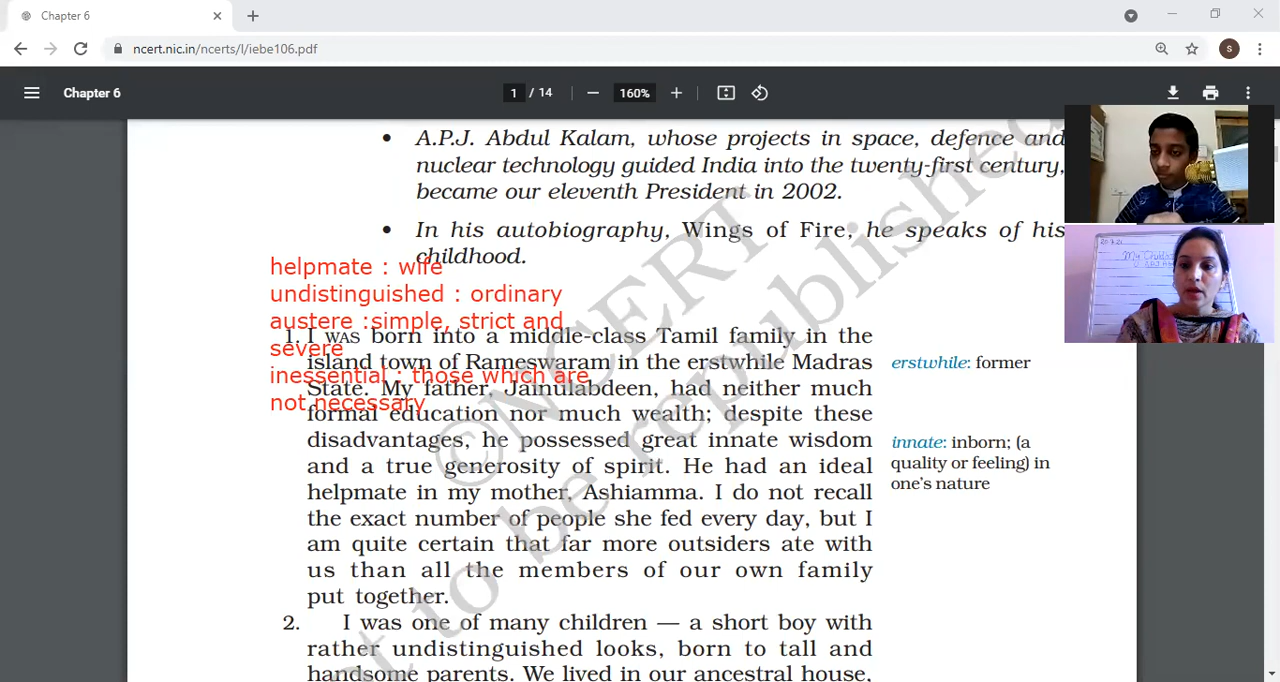 Chapter 6
ncert.nic.in/ncerts/l/iebe106.pdf
S
Chapter 6
1 / 14
160%
• A.P.J. Abdul Kalam, whose projects in space, defence and
nuclear technology guided India into the twenty-first century,
became our eleventh President in 2002.
• In his autobiography, Wings of Fire, he speaks of his
childhood.
helpmate : wife
undistinguished : ordinary
austere :simple, strict and
severe
inessential : those which are
not necessary
1. I WAS born into a middle-class Tamil family in the
island town of Rameswaram in the erstwhile Madras
State. My father, Jainulabdeen, had neither much
formal education nor much wealth; despite these
disadvantages, he possessed great innate wisdom
and a true generosity of spirit. He had an ideal
helpmate in my mother, Ashiamma. I do not recall
the exact number of people she fed every day, but I
am quite certain that far more outsiders ate with
us than all the members of our own family
put together.
2. I was one of many children — a short boy with
rather undistinguished looks, born to tall and
handsome parents. We lived in our ancestral house,
erstwhile: former
innate: inborn; (a
quality or feeling) in
one's nature
©NCERT
not to be republished
My